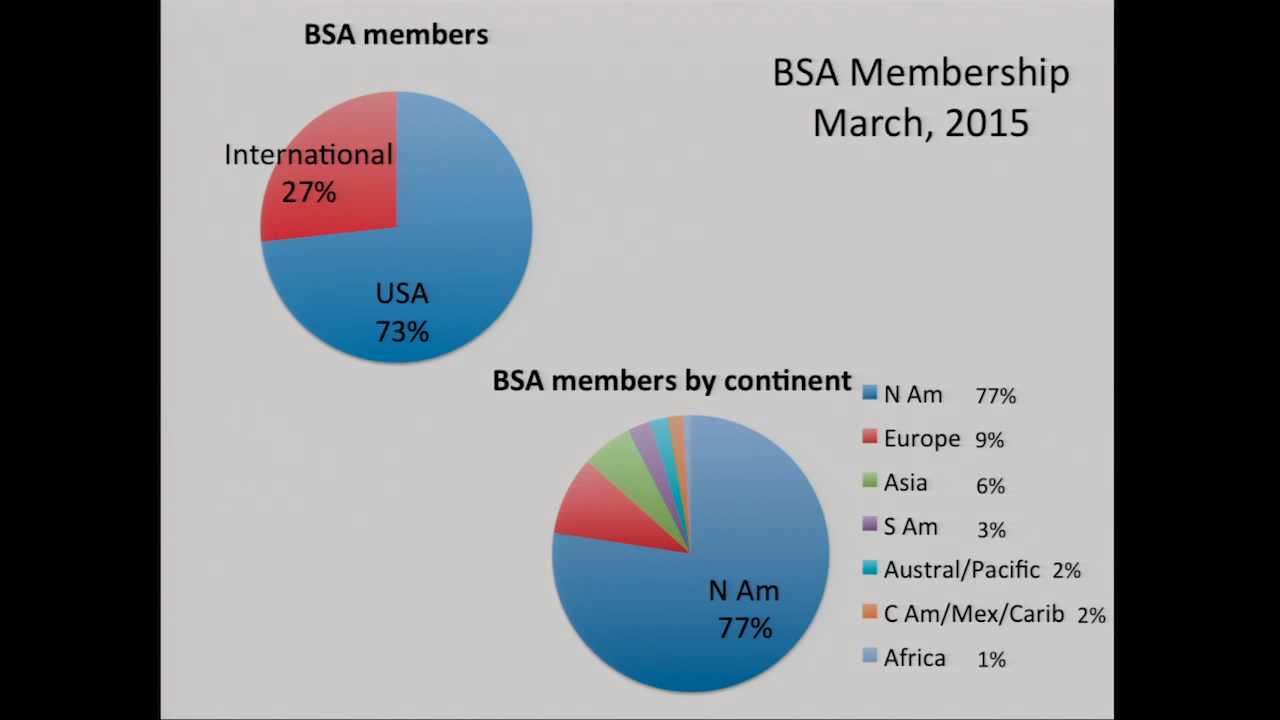 BSA members
BSA Membership
March, 2015
International
27%
USA
73%
BSA members by continent
N Am 77%
Europe 9%
Asia 6%
S Am 3%
Austral/Pacific 2%
C Am/Mex/Carib 2%
Africa 1%
N Am
77%